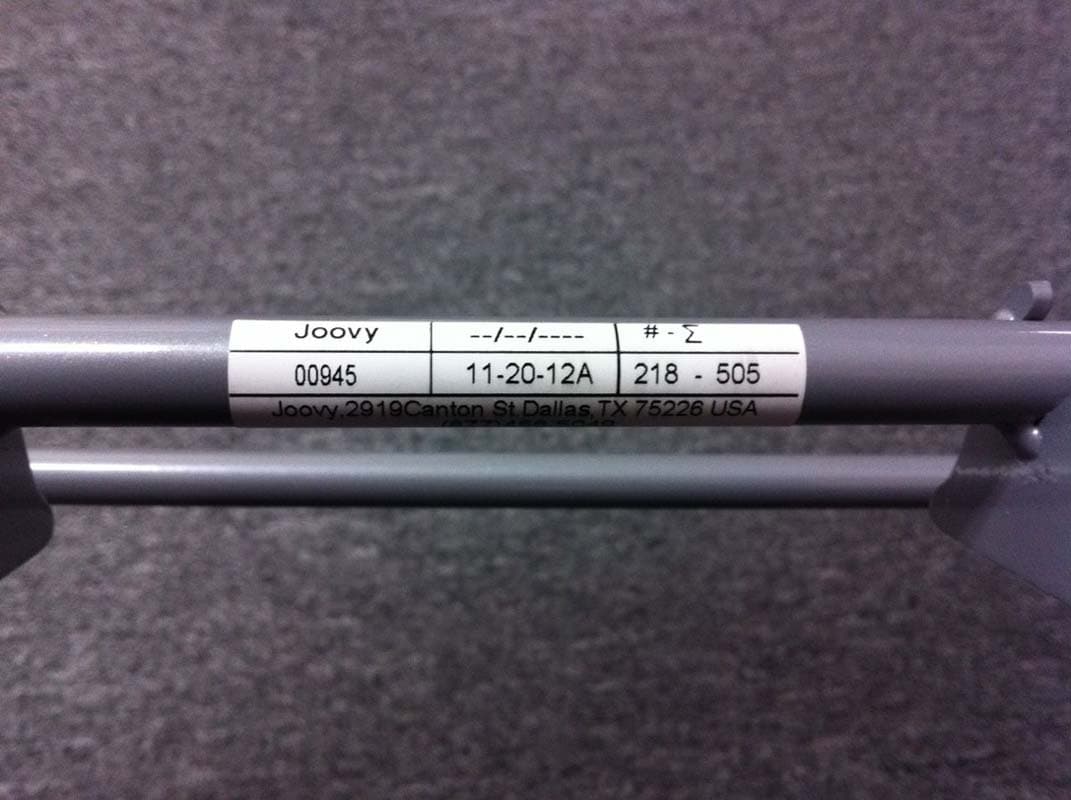 Joovy --/--/---- # - Σ
00945 11-20-12A 218 - 505
Joovy,2919Canton St.Dallas,TX 75226 USA